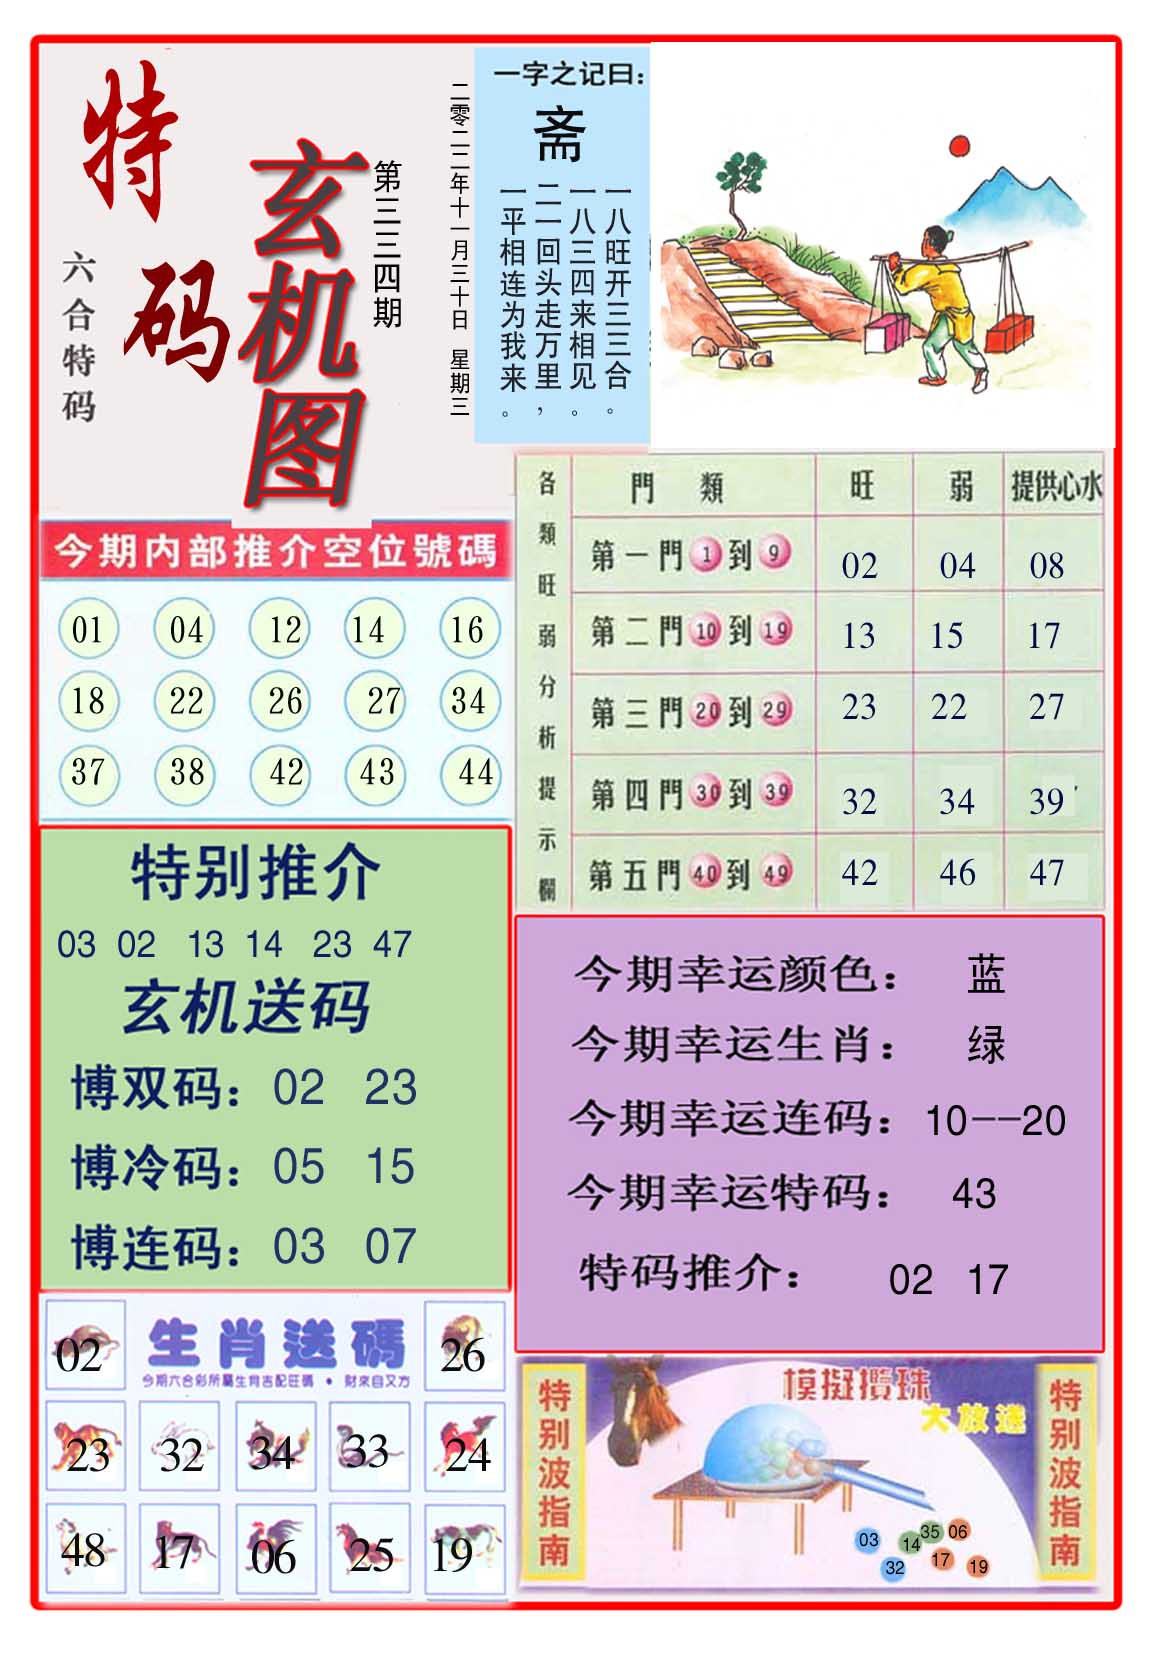 特码
玄机图
六合特码
第三三四期
二零二二年十一月三十日 星期三
一字之记曰：
斋
一八旺开三三合。
一八三四来相见。
二一回头走万里，
一平相连为我来。
今期内部推介空位號碼
01 04 12 14 16
18 22 26 27 34
37 38 42 43 44
各類旺弱分析提示欄
門類 旺 弱 提供心水
第一門 1 到 9 02 04 08
第二門 10 到 19 13 15 17
第三門 20 到 29 23 22 27
第四門 30 到 39 32 34 39
第五門 40 到 49 42 46 47
特别推介
03 02 13 14 23 47
玄机送码
博双码：02 23
博冷码：05 15
博连码：03 07
今期幸运颜色： 蓝
今期幸运生肖： 绿
今期幸运连码： 10--20
今期幸运特码： 43
特码推介： 02 17
生肖送碼
今期六合彩所屬生肖吉配旺碼 • 財來自又方
02 26
23 32 34 33 24
48 17 06 25 19
特别波指南
模擬攪珠
大放送
03 14 35 06
32 17 19
特别波指南